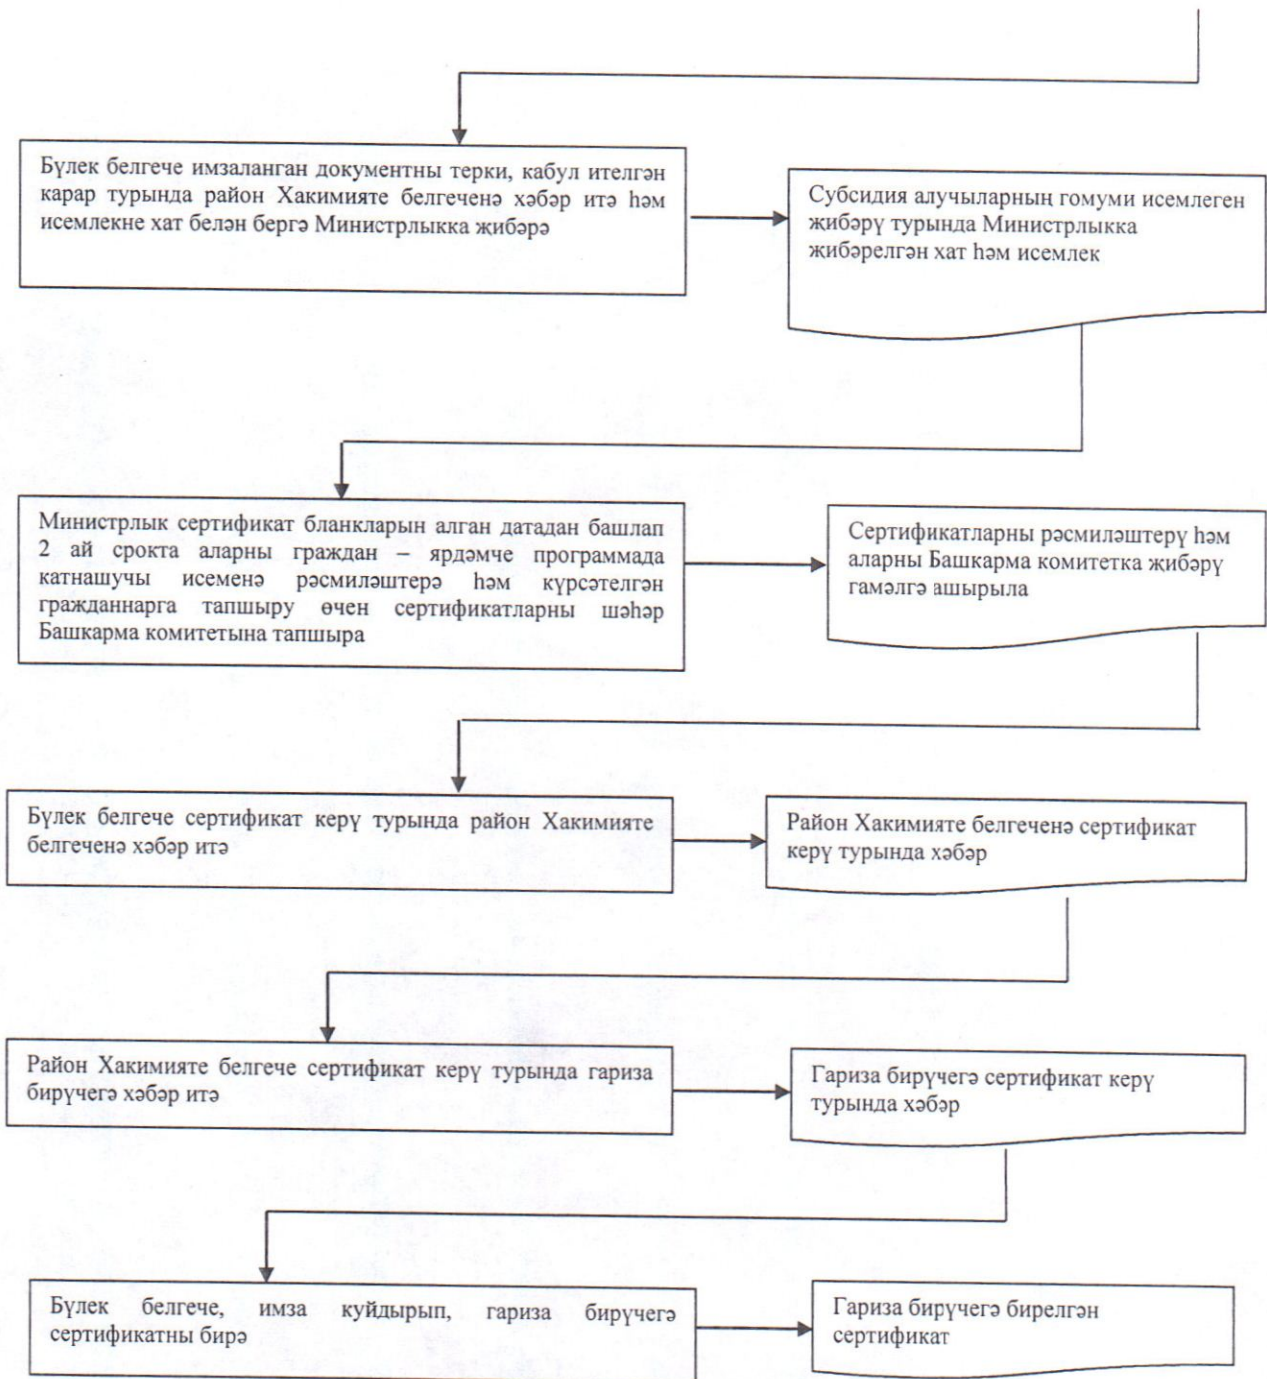 Бүлек белгече имзаланган документны терки, кабул ителгән
карар турында район Хакимияте белгеченә хәбәр итә һәм
исемлекне хат белән бергә Министрлыкка җибәрә
Субсидия алучыларның гомуми исемлеген
җибәрү турында Министрлыкка
җибәрелгән хат һәм исемлек
Министрлык сертификат бланкларын алган датадан башлап
2 ай срокта аларны граждан – ярдәмче программада
катнашучы исеменә рәсмиләштерә һәм күрсәтелгән
гражданнарга тапшыру өчен сертификатларны шәһәр
Башкарма комитетына тапшыра
Сертификатларны рәсмиләштерү һәм
аларны Башкарма комитетка җибәрү
гамәлгә ашырыла
Бүлек белгече сертификат керү турында район Хакимияте
белгеченә хәбәр итә
Район Хакимияте белгеченә сертификат
керү турында хәбәр
Район Хакимияте белгече сертификат керү турында гариза
бирүчегә хәбәр итә
Гариза бирүчегә сертификат керү
турында хәбәр
Бүлек белгече, имза куйдырып, гариза бирүчегә
сертификатны бирә
Гариза бирүчегә бирелгән
сертификат